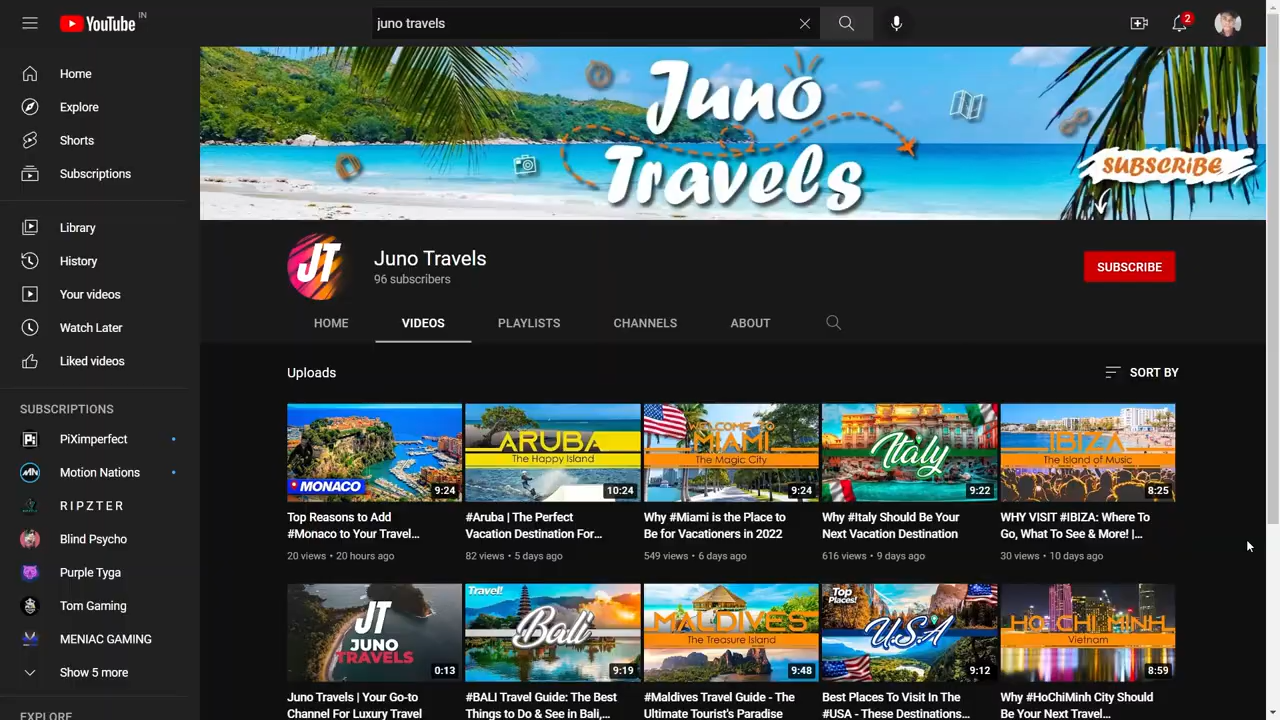 YouTube IN
juno travels
2
Home
Explore
Shorts
Subscriptions
Library
History
Your videos
Watch Later
Liked videos
SUBSCRIPTIONS
PiXimperfect
Motion Nations
R I P Z T E R
Blind Psycho
Purple Tyga
Tom Gaming
MENIAC GAMING
Show 5 more
EXPLORE
Juno
Travels
SUBSCRIBE
JT
Juno Travels
96 subscribers
SUBSCRIBE
HOME
VIDEOS
PLAYLISTS
CHANNELS
ABOUT
Uploads
SORT BY
MONACO
9:24
Top Reasons to Add
#Monaco to Your Travel...
20 views • 20 hours ago
ARUBA
The Happy Island
10:24
#Aruba | The Perfect
Vacation Destination For...
82 views • 5 days ago
WELCOME TO
MIAMI
The Magic City
9:24
Why #Miami is the Place to
Be for Vacationers in 2022
549 views • 6 days ago
Italy
9:22
Why #Italy Should Be Your
Next Vacation Destination
616 views • 9 days ago
IBIZA
The Island of Music
8:25
WHY VISIT #IBIZA: Where To
Go, What To See & More! |...
30 views • 10 days ago
JT
JUNO
TRAVELS
0:13
Juno Travels | Your Go-to
Channel For Luxury Travel
Travel!
Bali
9:19
#BALI Travel Guide: The Best
Things to Do & See in Bali,...
MALDIVES
The Treasure Island
9:48
#Maldives Travel Guide - The
Ultimate Tourist's Paradise
Top
Places!
U.S.A
9:12
Best Places To Visit In The
#USA - These Destinations...
HO CHI MINH
Vietnam
8:59
Why #HoChiMinh City Should
Be Your Next Travel...